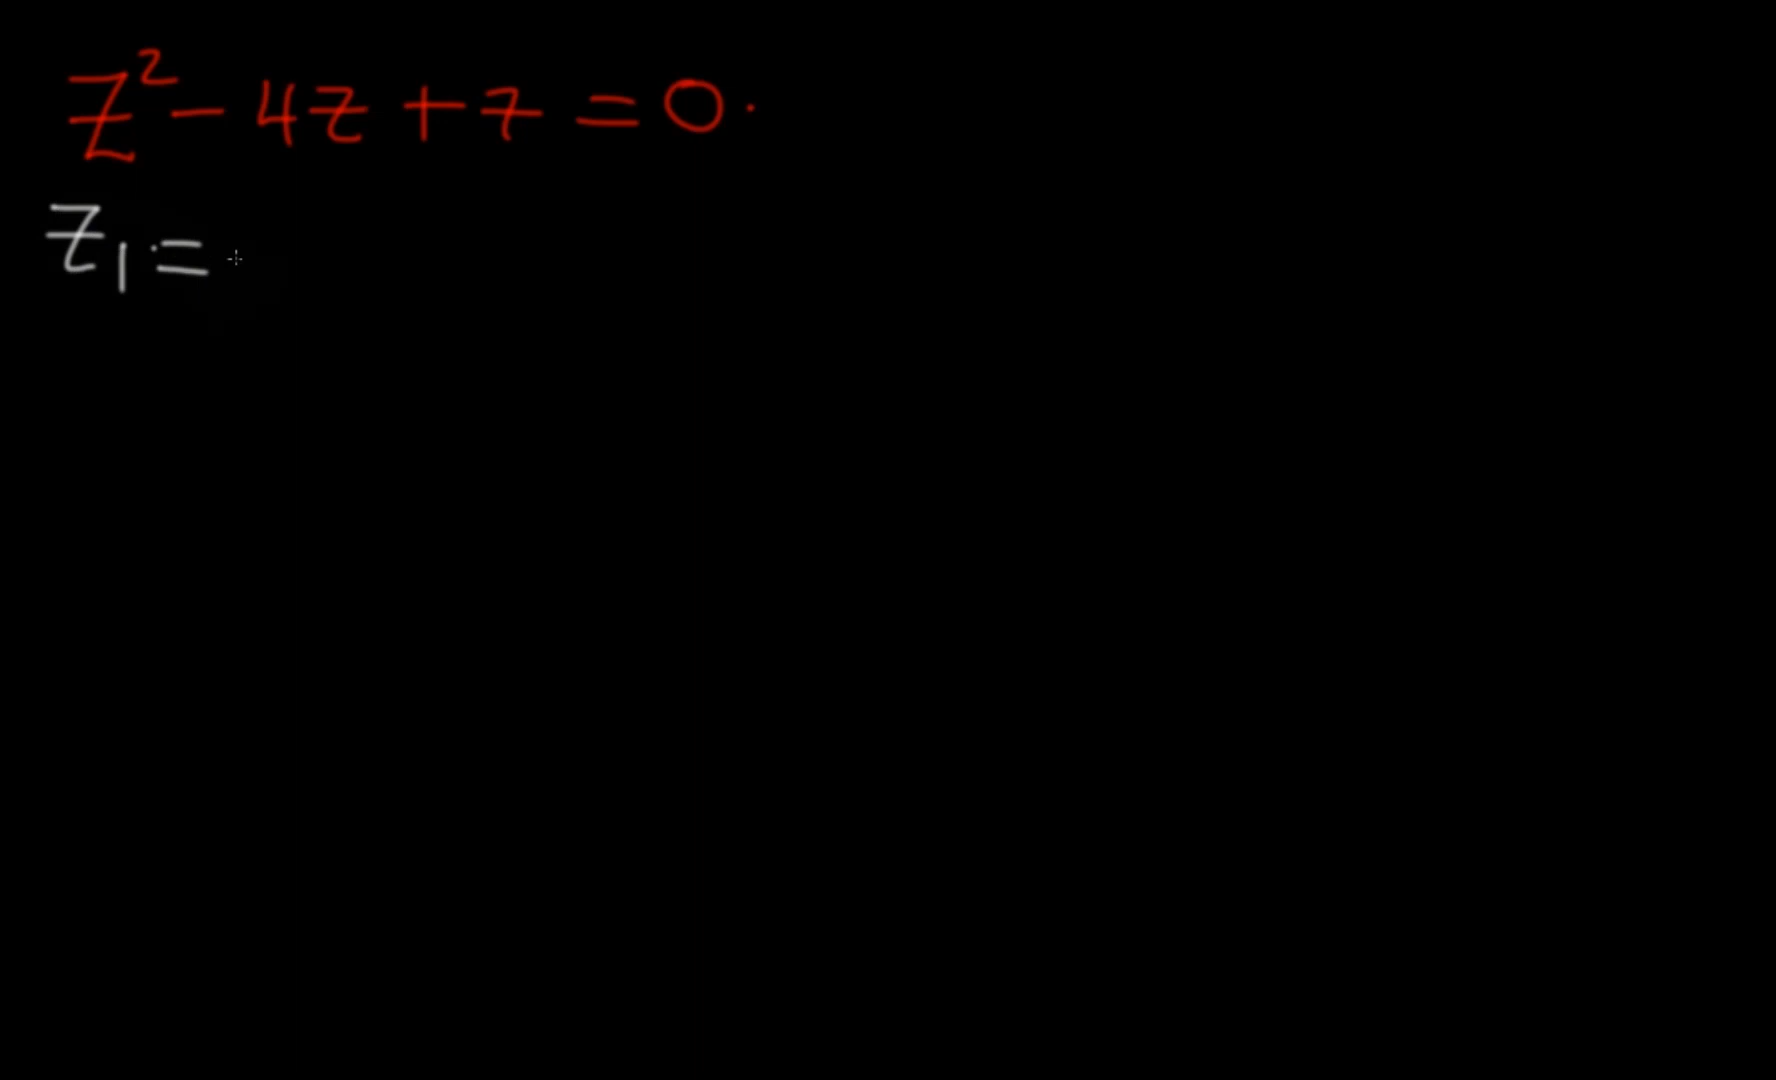 z² - 4z + 7 = 0.
z₁ =